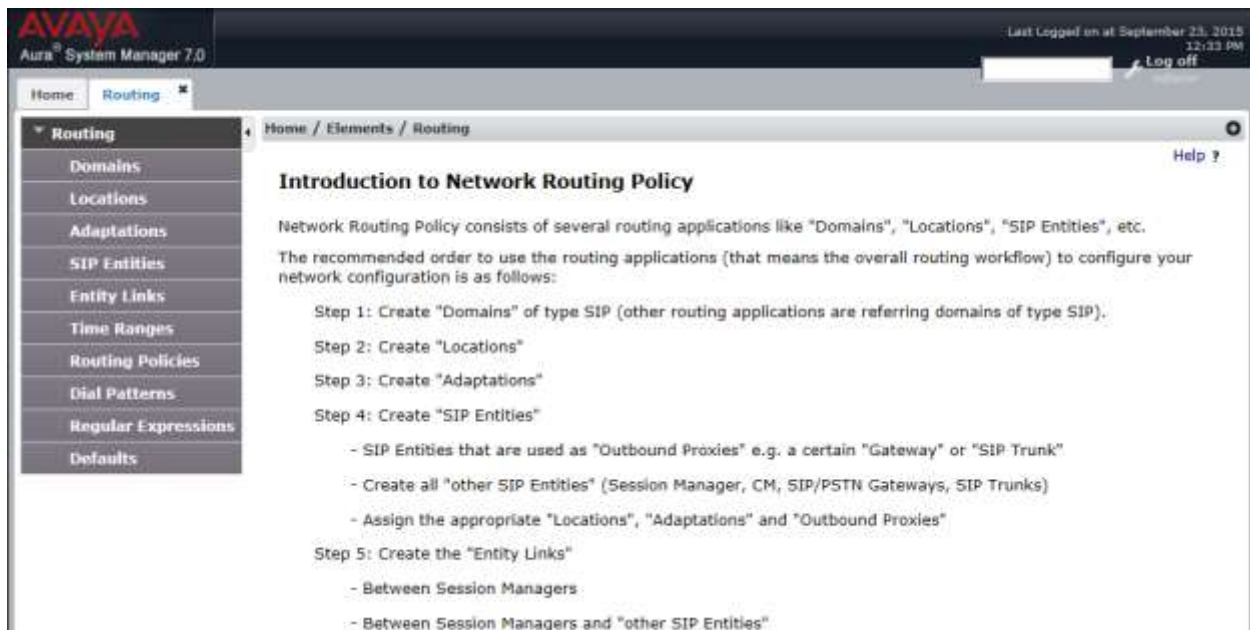 AVAYA
Aura® System Manager 7.0
Last Logged on at September 23, 2015
12:33 PM
Log off
Home
Routing
Routing
Domains
Locations
Adaptations
SIP Entities
Entity Links
Time Ranges
Routing Policies
Dial Patterns
Regular Expressions
Defaults
Home / Elements / Routing
Help ?
Introduction to Network Routing Policy
Network Routing Policy consists of several routing applications like "Domains", "Locations", "SIP Entities", etc.
The recommended order to use the routing applications (that means the overall routing workflow) to configure your
network configuration is as follows:
Step 1: Create "Domains" of type SIP (other routing applications are referring domains of type SIP).
Step 2: Create "Locations"
Step 3: Create "Adaptations"
Step 4: Create "SIP Entities"
- SIP Entities that are used as "Outbound Proxies" e.g. a certain "Gateway" or "SIP Trunk"
- Create all "other SIP Entities" (Session Manager, CM, SIP/PSTN Gateways, SIP Trunks)
- Assign the appropriate "Locations", "Adaptations" and "Outbound Proxies"
Step 5: Create the "Entity Links"
- Between Session Managers
- Between Session Managers and "other SIP Entities"